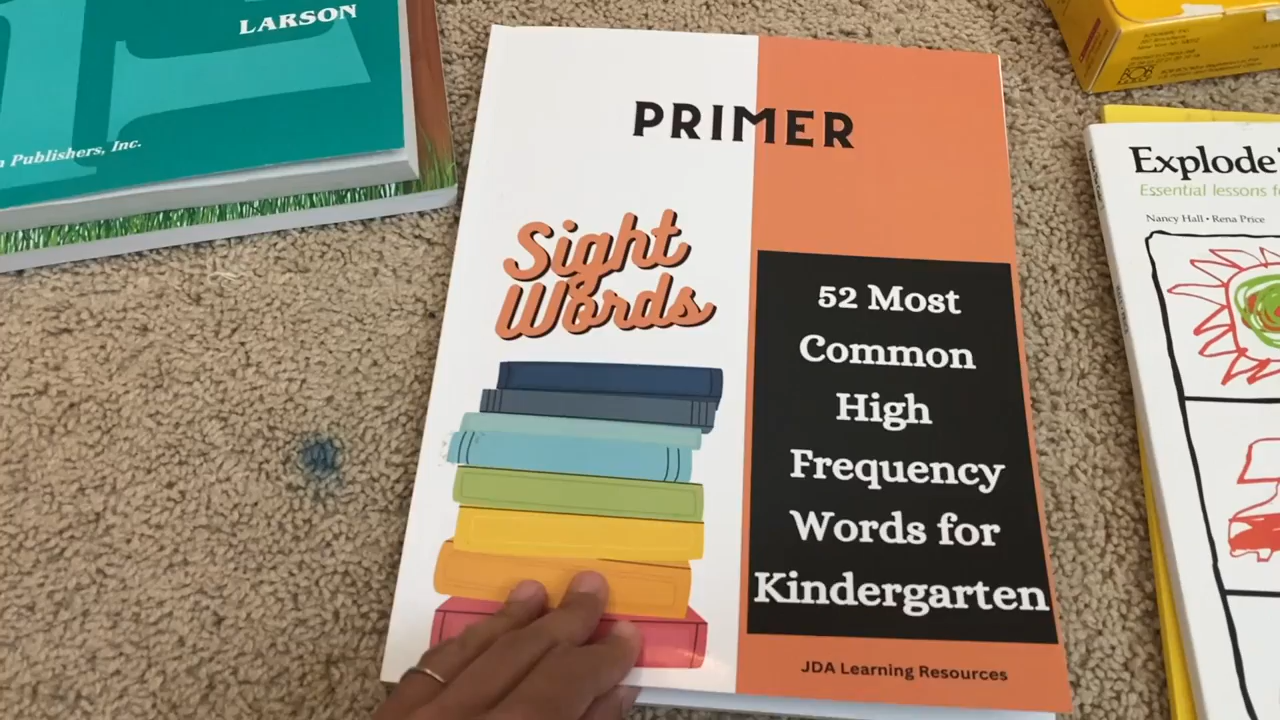 LARSON
Publishers, Inc.
PRIMER
Sight
Words
52 Most
Common
High
Frequency
Words for
Kindergarten
JDA Learning Resources
Explode
Essential lessons
Nancy Hall • Rena Price